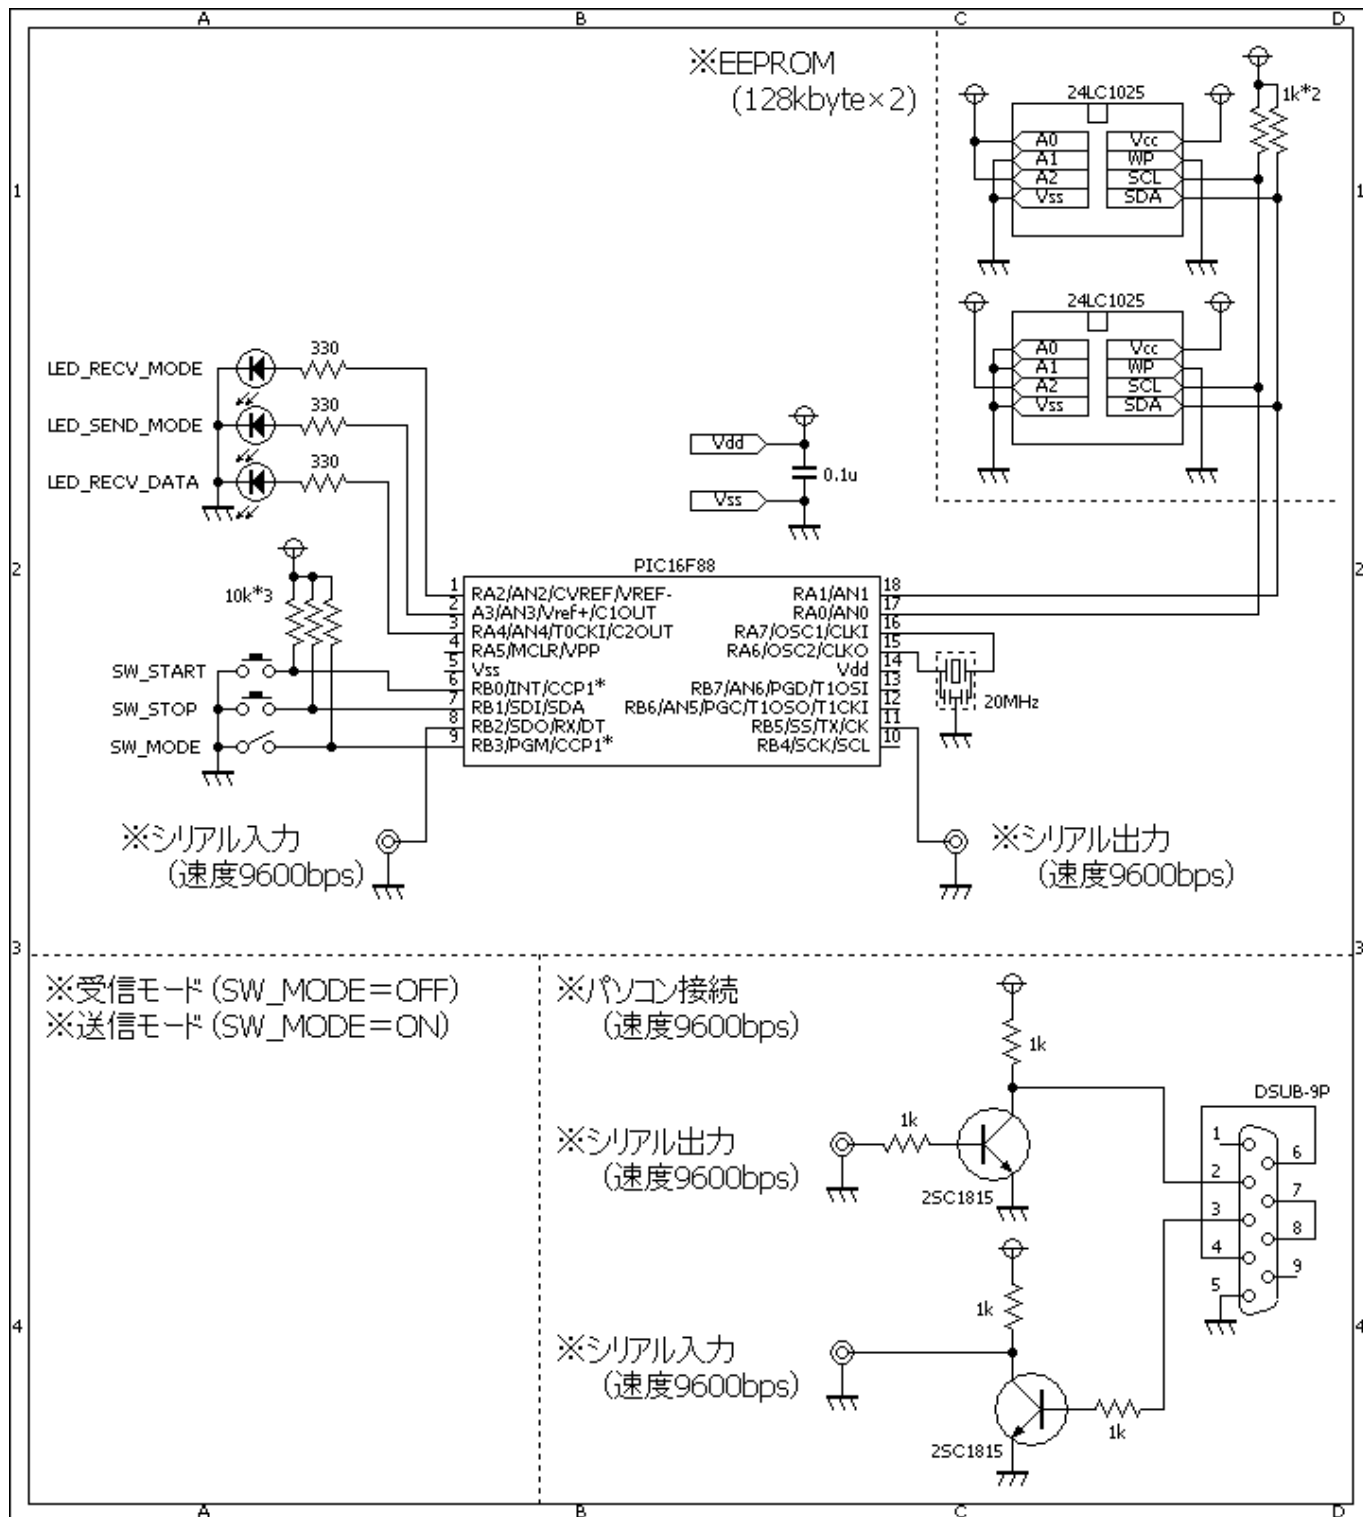 A B C D
※EEPROM
(128kbyte×2)
24LC1025
1k*2
A0 Vcc
A1 WP
A2 SCL
Vss SDA
1 1
24LC1025
A0 Vcc
A1 WP
A2 SCL
Vss SDA
LED_RECV_MODE 330
LED_SEND_MODE 330
LED_RECV_DATA 330
Vdd
0.1u
Vss
2 2
10k*3
PIC16F88
1 RA2/AN2/CVREF/VREF- RA1/AN1 18
2 A3/AN3/Vref+/C1OUT RA0/AN0 17
3 RA4/AN4/T0CKI/C2OUT RA7/OSC1/CLKI 16
4 RA5/MCLR/VPP RA6/OSC2/CLKO 15
5 Vss Vdd 14
6 RB0/INT/CCP1* RB7/AN6/PGD/T1OSI 13
7 RB1/SDI/SDA RB6/AN5/PGC/T1OSO/T1CKI 12
8 RB2/SDO/RX/DT RB5/SS/TX/CK 11
9 RB3/PGM/CCP1* RB4/SCK/SCL 10
SW_START
SW_STOP
SW_MODE
20MHz
※シリアル入力
(速度9600bps)
※シリアル出力
(速度9600bps)
3 3
※受信モード(SW_MODE=OFF)
※送信モード(SW_MODE=ON)
※パソコン接続
(速度9600bps)
1k
DSUB-9P
※シリアル出力
(速度9600bps)
1k
2SC1815
1
6
2
7
3
8
4
9
5
4 4
1k
※シリアル入力
(速度9600bps)
2SC1815
1k
A B C D